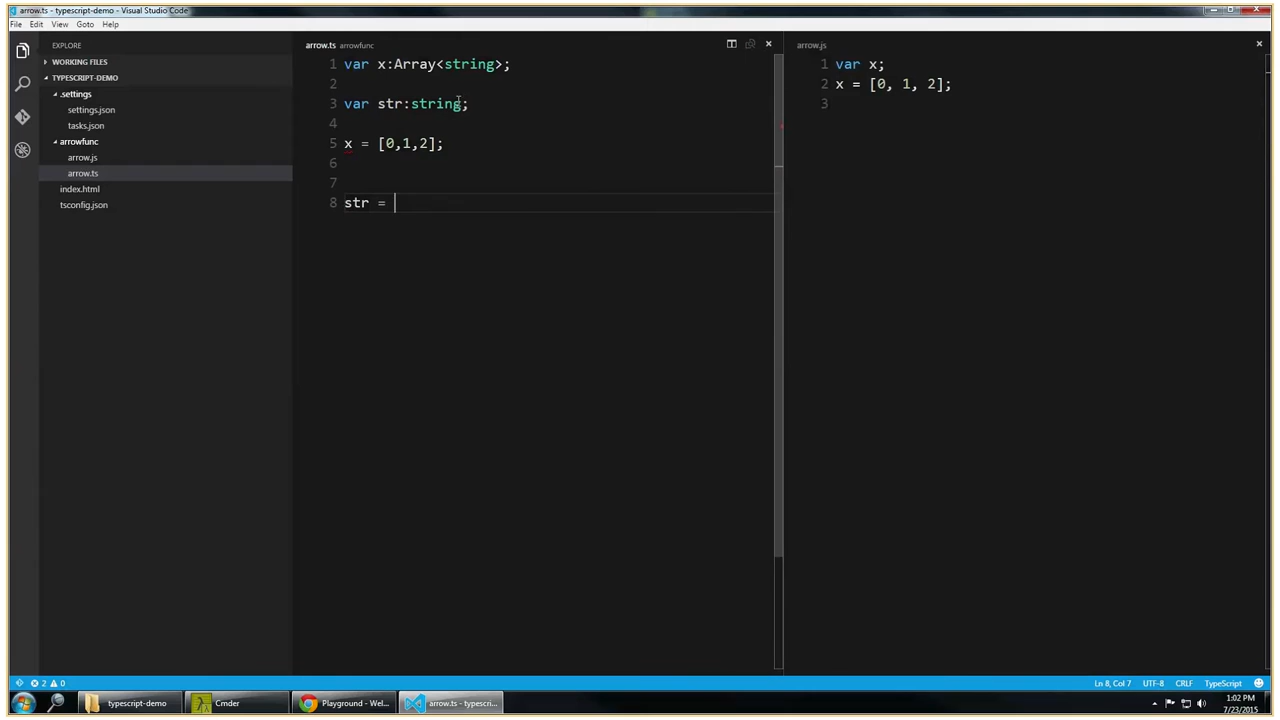 arrow.ts - typescript-demo - Visual Studio Code
File Edit View Goto Help
EXPLORE
WORKING FILES
TYPESCRIPT-DEMO
.settings
settings.json
tasks.json
arrowfunc
arrow.js
arrow.ts
index.html
tsconfig.json
arrow.ts arrowfunc
1 var x:Array<string>;
2
3 var str:string;
4
5 x = [0,1,2];
6
7
8 str =
arrow.js
1 var x;
2 x = [0, 1, 2];
3
2 0
Ln 8, Col 7 UTF-8 CRLF TypeScript
typescript-demo
Cmder
Playground - Wel...
arrow.ts - typescri...
1:02 PM
7/23/2015